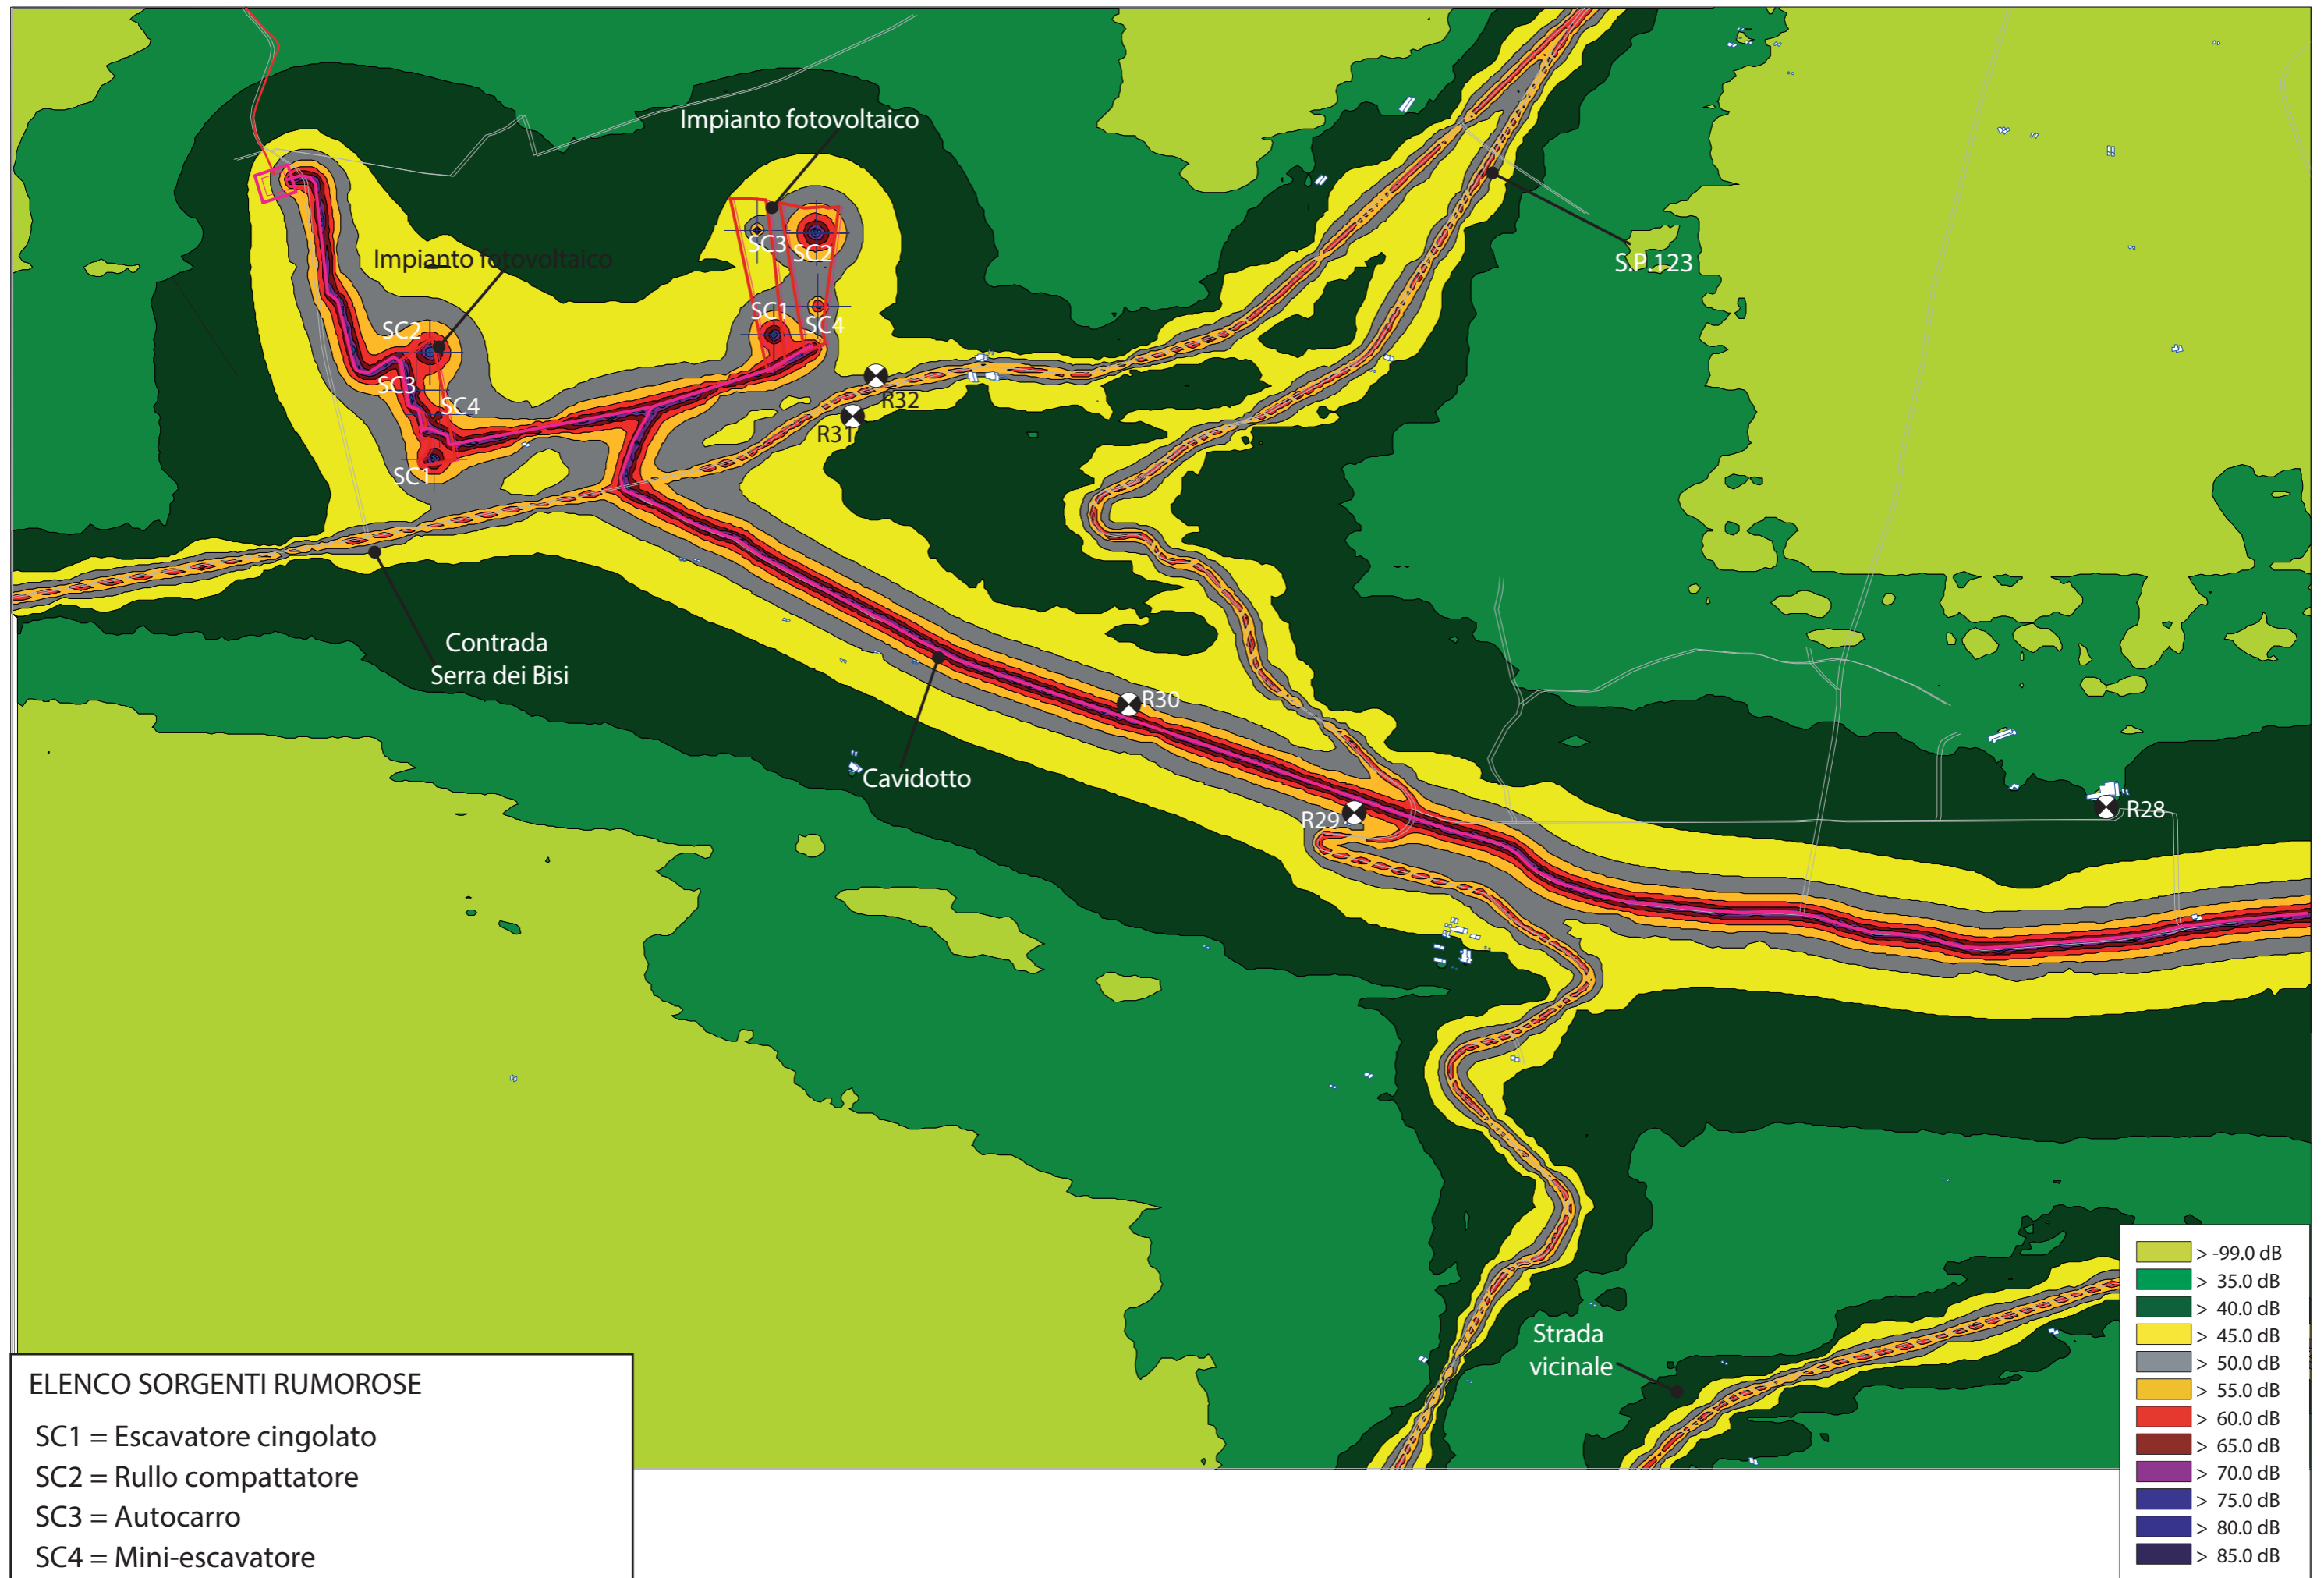 Impianto fotovoltaico
Impianto fotovoltaico
S.P.123
SC3
SC2
SC1
SC4
SC2
SC3
SC4
SC1
R32
R31
Contrada
Serra dei Bisi
Cavidotto
R30
R29
R28
Strada
vicinale
ELENCO SORGENTI RUMOROSE
SC1 = Escavatore cingolato
SC2 = Rullo compattatore
SC3 = Autocarro
SC4 = Mini-escavatore
> -99.0 dB
> 35.0 dB
> 40.0 dB
> 45.0 dB
> 50.0 dB
> 55.0 dB
> 60.0 dB
> 65.0 dB
> 70.0 dB
> 75.0 dB
> 80.0 dB
> 85.0 dB